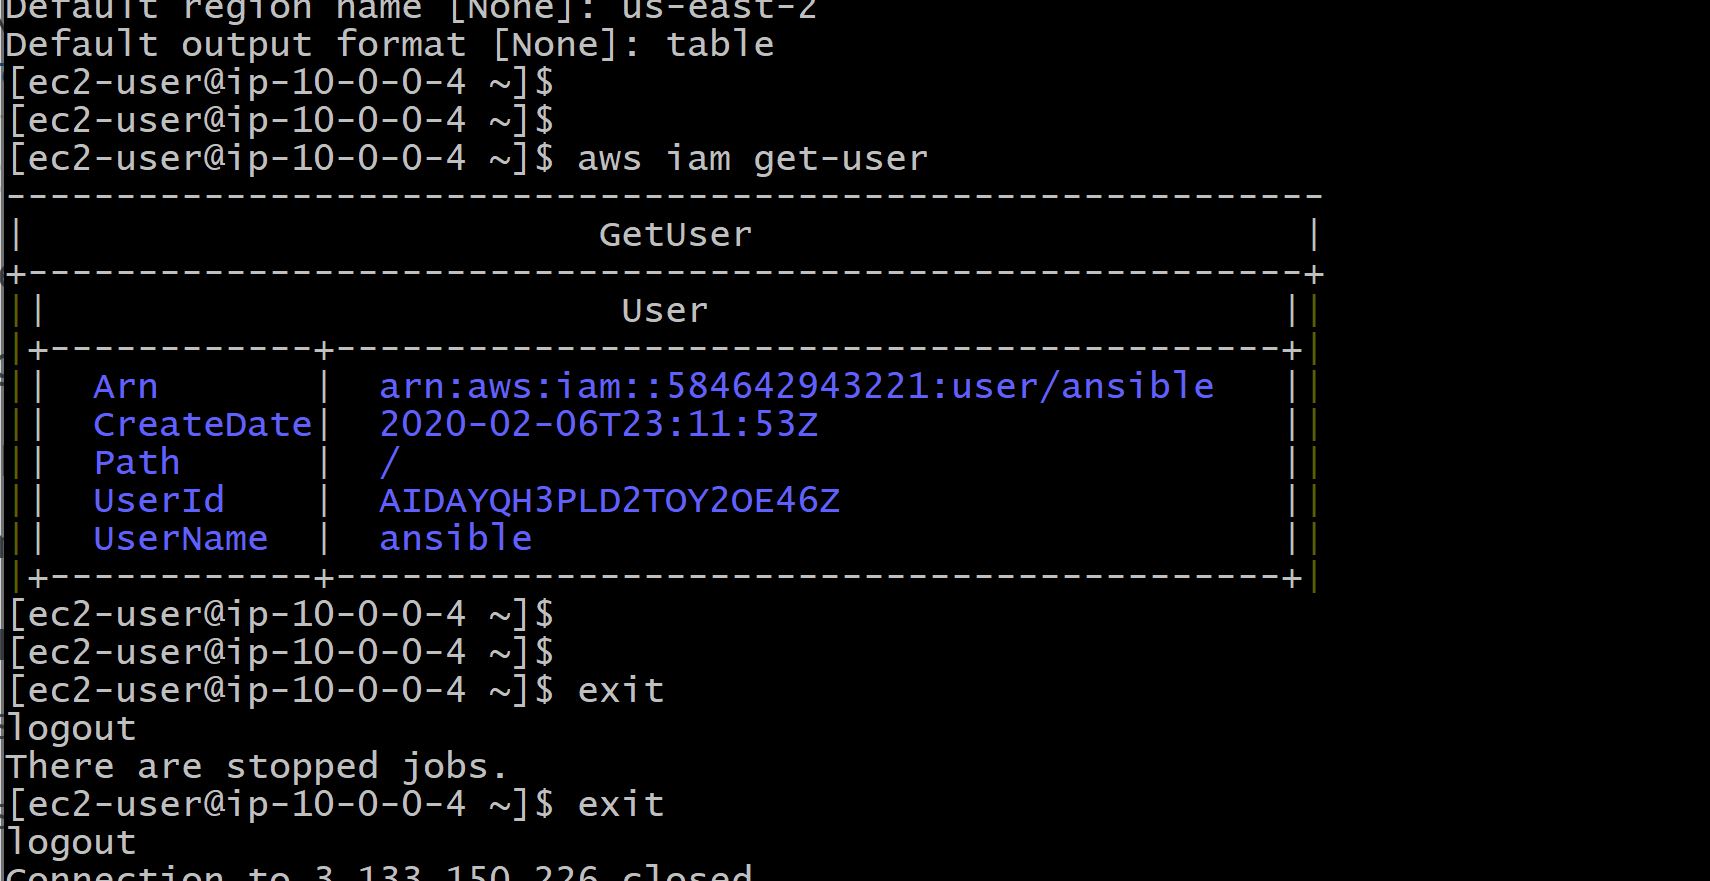 Default region name [None]: us-east-2
Default output format [None]: table
[ec2-user@ip-10-0-0-4 ~]$
[ec2-user@ip-10-0-0-4 ~]$
[ec2-user@ip-10-0-0-4 ~]$ aws iam get-user
------------------------------------------------------------
|                          GetUser                         |
+----------------------------------------------------------+
||                          User                          ||
|+------------+-------------------------------------------+|
||  Arn       |  arn:aws:iam::584642943221:user/ansible   ||
||  CreateDate|  2020-02-06T23:11:53Z                     ||
||  Path      |  /                                        ||
||  UserId    |  AIDAYQH3PLD2TOY2OE46Z                    ||
||  UserName  |  ansible                                  ||
|+------------+-------------------------------------------+|
[ec2-user@ip-10-0-0-4 ~]$
[ec2-user@ip-10-0-0-4 ~]$
[ec2-user@ip-10-0-0-4 ~]$ exit
logout
There are stopped jobs.
[ec2-user@ip-10-0-0-4 ~]$ exit
logout
Connection to 3.133.150.226 closed